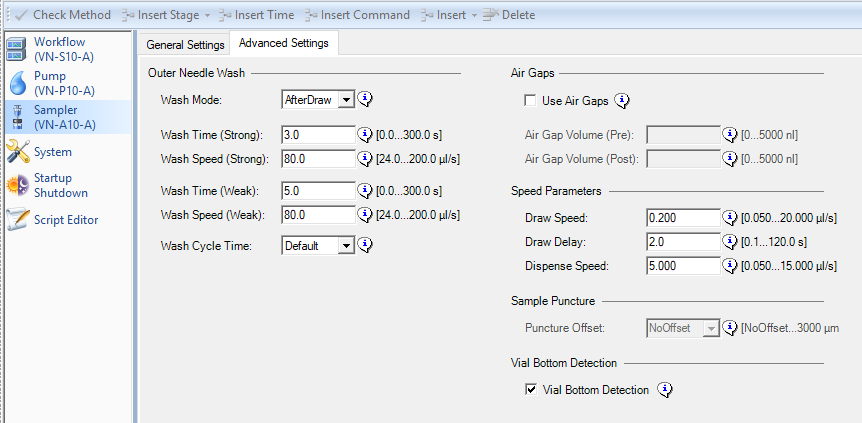 Check Method Insert Stage Insert Time Insert Command Insert Delete
Workflow
(VN-S10-A)
Pump
(VN-P10-A)
Sampler
(VN-A10-A)
System
Startup
Shutdown
Script Editor
General Settings Advanced Settings
Outer Needle Wash
Wash Mode: AfterDraw
Wash Time (Strong): 3.0 [0.0...300.0 s]
Wash Speed (Strong): 80.0 [24.0...200.0 µl/s]
Wash Time (Weak): 5.0 [0.0...300.0 s]
Wash Speed (Weak): 80.0 [24.0...200.0 µl/s]
Wash Cycle Time: Default
Air Gaps
Use Air Gaps
Air Gap Volume (Pre): [0...5000 nl]
Air Gap Volume (Post): [0...5000 nl]
Speed Parameters
Draw Speed: 0.200 [0.050...20.000 µl/s]
Draw Delay: 2.0 [0.1...120.0 s]
Dispense Speed: 5.000 [0.050...15.000 µl/s]
Sample Puncture
Puncture Offset: NoOffset [NoOffset...3000 µm
Vial Bottom Detection
Vial Bottom Detection